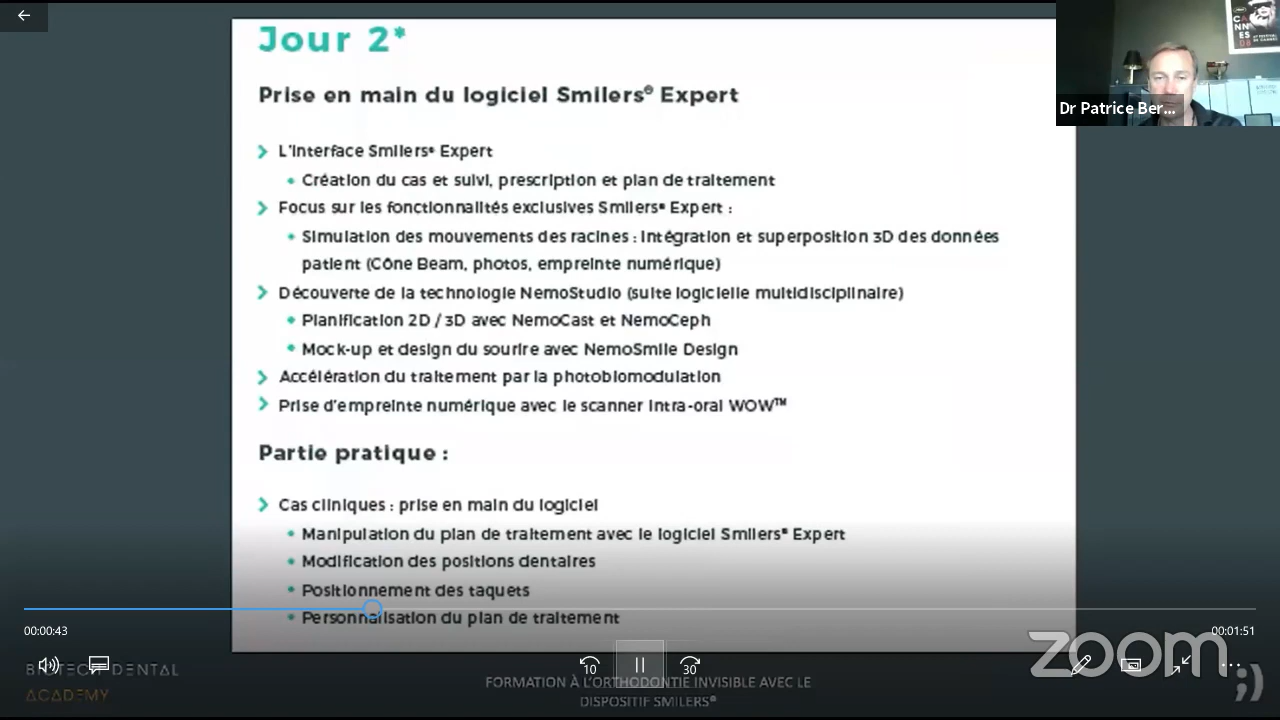 Jour 2*
Prise en main du logiciel Smilers® Expert
L'interface Smilers® Expert
Création du cas et suivi, prescription et plan de traitement
Focus sur les fonctionnalités exclusives Smilers® Expert :
Simulation des mouvements des racines : intégration et superposition 3D des données
patient (Cône Beam, photos, empreinte numérique)
Découverte de la technologie NemoStudio (suite logicielle multidisciplinaire)
Planification 2D / 3D avec NemoCast et NemoCeph
Mock-up et design du sourire avec NemoSmile Design
Accélération du traitement par la photobiomodulation
Prise d'empreinte numérique avec le scanner intra-oral WOW™
Partie pratique :
Cas cliniques : prise en main du logiciel
Manipulation du plan de traitement avec le logiciel Smilers® Expert
Modification des positions dentaires
Positionnement des taquets
Personnalisation du plan de traitement
CANNES
Dr Patrice Ber...
00:00:43
00:01:51
10
30
zoom
BIOTECH DENTAL
ACADEMY
FORMATION À L'ORTHODONTIE INVISIBLE AVEC LE
DISPOSITIF SMILERS®